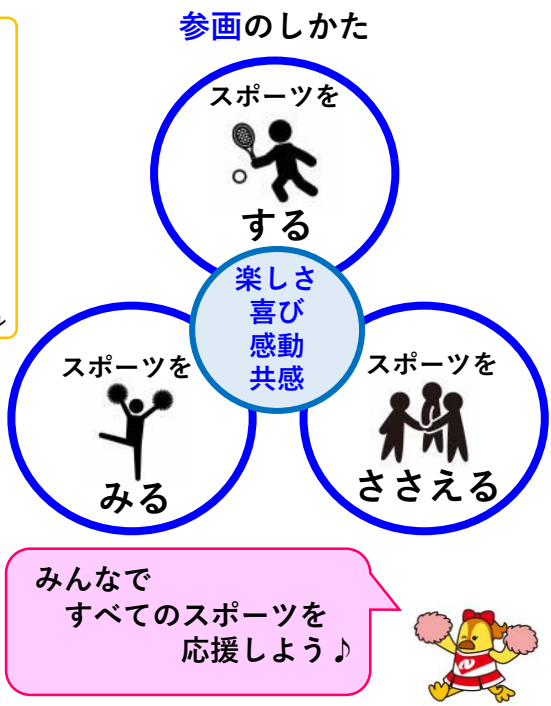 参画のしかた
スポーツを
する
楽しさ
喜び
感動
共感
スポーツを
みる
スポーツを
ささえる
みんなで
すべてのスポーツを
応援しよう♪